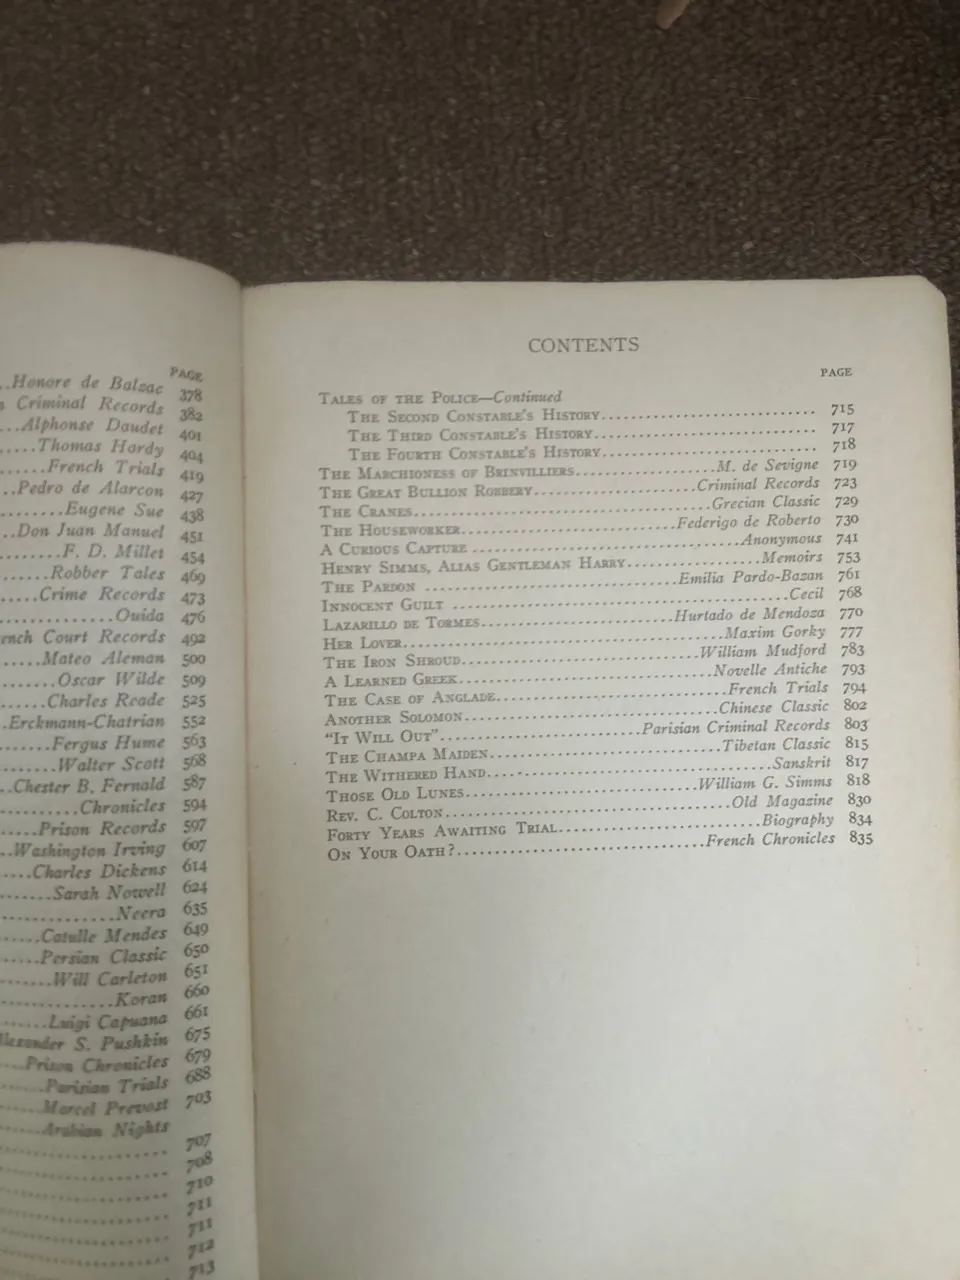 PAGE
..Honore de Balzac 378
Criminal Records 382
...Alphonse Daudet 401
.....Thomas Hardy 404
.......French Trials 419
..Pedro de Alarcon 427
........Eugene Sue 438
..Don Juan Manuel 451
.........F. D. Millet 454
.......Robber Tales 469
.....Crime Records 473
..............Ouida 476
Court Records 492
.....Mateo Aleman 500
.......Oscar Wilde 509
......Charles Reade 525
..Erckmann-Chatrian 552
.......Fergus Hume 563
.......Walter Scott 568
..Chester B. Fernald 587
.........Chronicles 594
.....Prison Records 597
..Washington Irving 607
....Charles Dickens 614
.......Sarah Nowell 624
..............Neera 635
.....Catulle Mendes 649
.....Persian Classic 650
.......Will Carleton 651
..............Koran 660
......Luigi Capuana 661
S. Pushkin 675
...Prison Chronicles 679
......Parisian Trials 688
.....Marcel Prevost 703
.....Arabian Nights
707
708
710
711
711
712
713
CONTENTS
PAGE
TALES OF THE POLICE—Continued
THE SECOND CONSTABLE'S HISTORY.............................. 715
THE THIRD CONSTABLE'S HISTORY............................... 717
THE FOURTH CONSTABLE'S HISTORY.............................. 718
THE MARCHIONESS OF BRINVILLIERS...................M. de Sevigne 719
THE GREAT BULLION ROBBERY......................Criminal Records 723
THE CRANES.......................................Grecian Classic 729
THE HOUSEWORKER..............................Federigo de Roberto 730
A CURIOUS CAPTURE....................................Anonymous 741
HENRY SIMMS, ALIAS GENTLEMAN HARRY..................Memoirs 753
THE PARDON...................................Emilia Pardo-Bazan 761
INNOCENT GUILT...........................................Cecil 768
LAZARILLO DE TORMES.........................Hurtado de Mendoza 770
HER LOVER..........................................Maxim Gorky 777
THE IRON SHROUD................................William Mudford 783
A LEARNED GREEK.................................Novelle Antiche 793
THE CASE OF ANGLADE...............................French Trials 794
ANOTHER SOLOMON.................................Chinese Classic 802
"IT WILL OUT"..........................Parisian Criminal Records 803
THE CHAMPA MAIDEN..............................Tibetan Classic 815
THE WITHERED HAND......................................Sanskrit 817
THOSE OLD LUNES...............................William G. Simms 818
REV. C. COLTON....................................Old Magazine 830
FORTY YEARS AWAITING TRIAL...........................Biography 834
ON YOUR OATH?................................French Chronicles 835